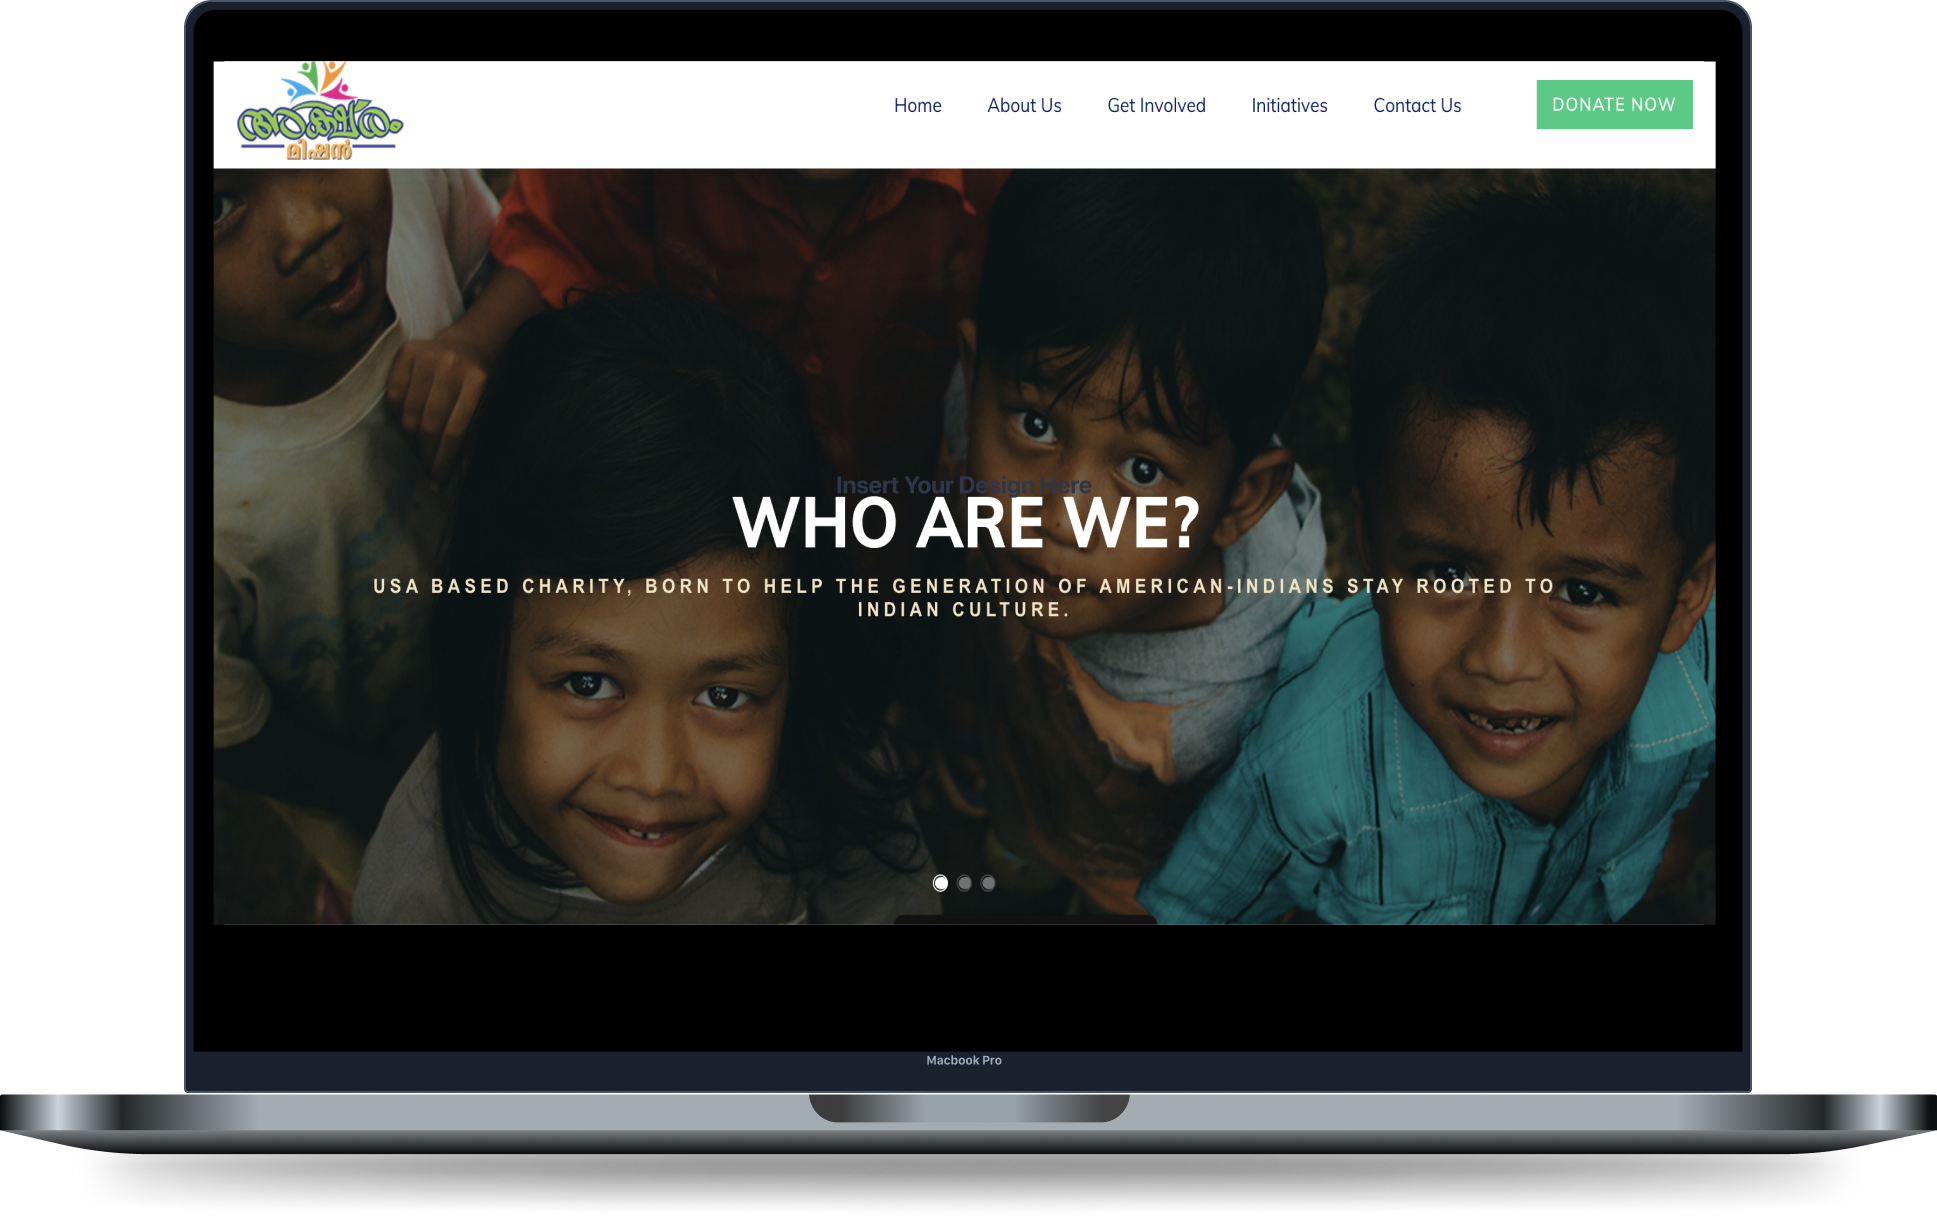 അക്ഷരം
മിഷൻ
Home About Us Get Involved Initiatives Contact Us DONATE NOW
Insert Your Design Here
WHO ARE WE?
USA BASED CHARITY, BORN TO HELP THE GENERATION OF AMERICAN-INDIANS STAY ROOTED TO
INDIAN CULTURE.
Macbook Pro